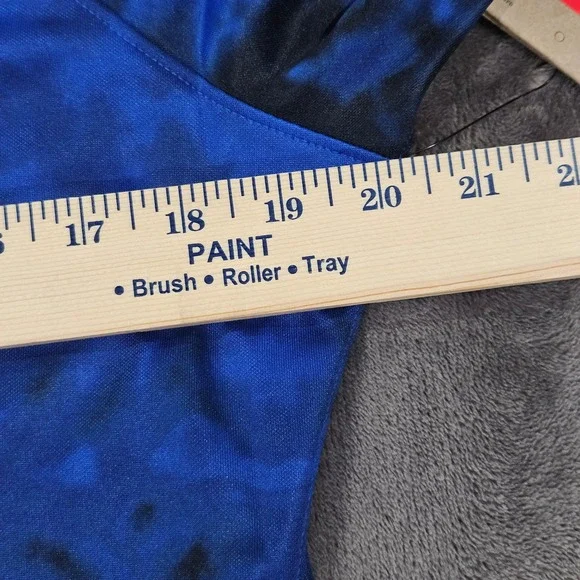 17 18 19 20 21
PAINT
• Brush • Roller • Tray